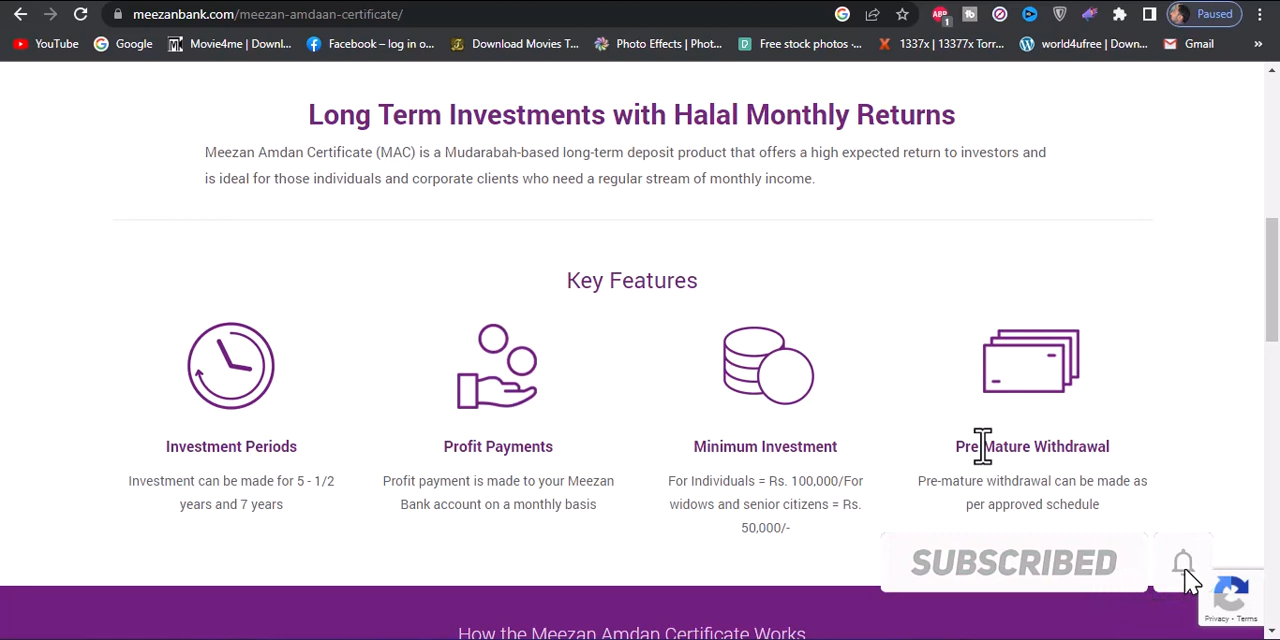 meezanbank.com/meezan-amdaan-certificate/
ABP
1
tb
Paused
YouTube
Google
Movie4me | Downl...
Facebook – log in o...
Download Movies T...
Photo Effects | Phot...
Free stock photos -...
1337x | 13377x Torr...
world4ufree | Down...
Gmail
»
Long Term Investments with Halal Monthly Returns
Meezan Amdan Certificate (MAC) is a Mudarabah-based long-term deposit product that offers a high expected return to investors and
is ideal for those individuals and corporate clients who need a regular stream of monthly income.
Key Features
Investment Periods
Investment can be made for 5 - 1/2
years and 7 years
Profit Payments
Profit payment is made to your Meezan
Bank account on a monthly basis
Minimum Investment
For Individuals = Rs. 100,000/For
widows and senior citizens = Rs.
50,000/-
Pre Mature Withdrawal
Pre-mature withdrawal can be made as
per approved schedule
SUBSCRIBED
Privacy - Terms
How the Meezan Amdan Certificate Works